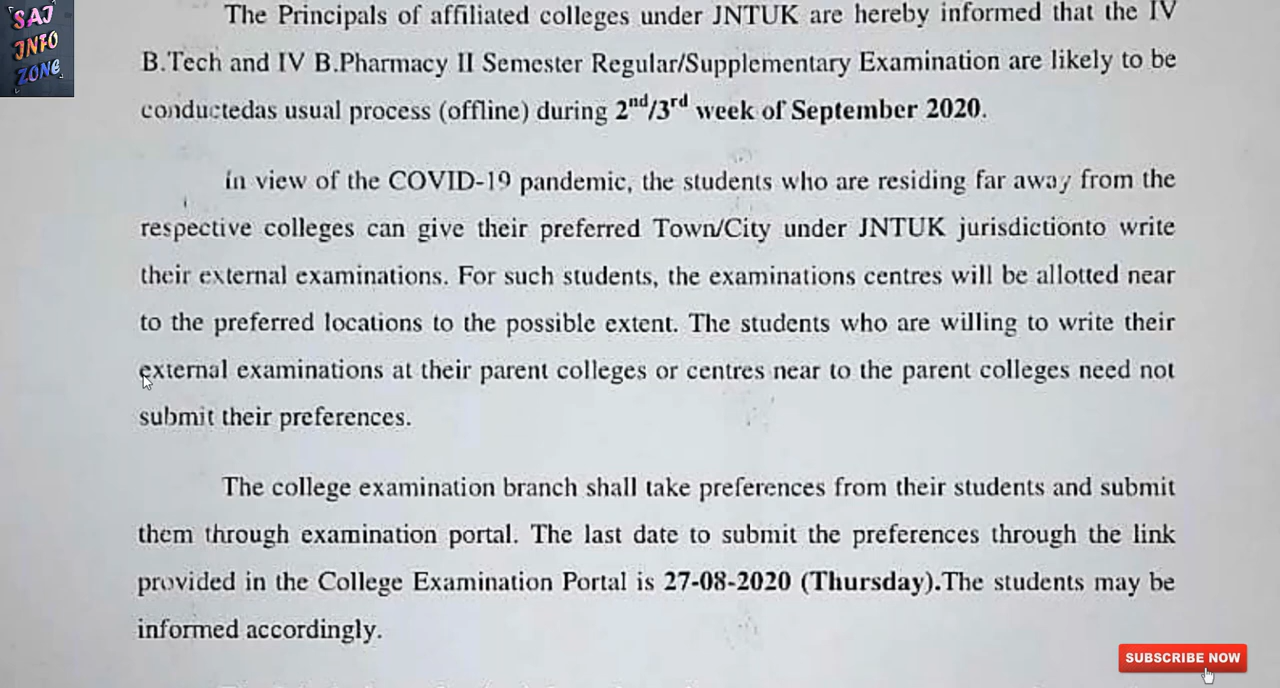 SAJ
INFO
ZONE
The Principals of affiliated colleges under JNTUK are hereby informed that the IV
B.Tech and IV B.Pharmacy II Semester Regular/Supplementary Examination are likely to be
conductedas usual process (offline) during 2nd/3rd week of September 2020.
In view of the COVID-19 pandemic, the students who are residing far away from the
respective colleges can give their preferred Town/City under JNTUK jurisdictionto write
their external examinations. For such students, the examinations centres will be allotted near
to the preferred locations to the possible extent. The students who are willing to write their
external examinations at their parent colleges or centres near to the parent colleges need not
submit their preferences.
The college examination branch shall take preferences from their students and submit
them through examination portal. The last date to submit the preferences through the link
provided in the College Examination Portal is 27-08-2020 (Thursday).The students may be
informed accordingly.
SUBSCRIBE NOW